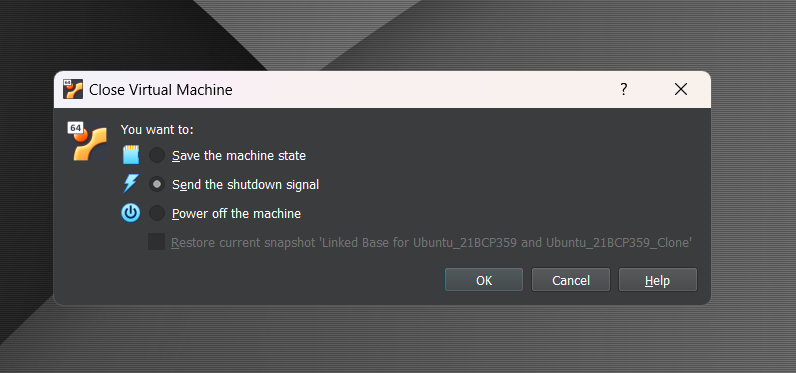 64 Close Virtual Machine ?
64
You want to:
Save the machine state
Send the shutdown signal
Power off the machine
Restore current snapshot 'Linked Base for Ubuntu_21BCP359 and Ubuntu_21BCP359_Clone'
OK Cancel Help